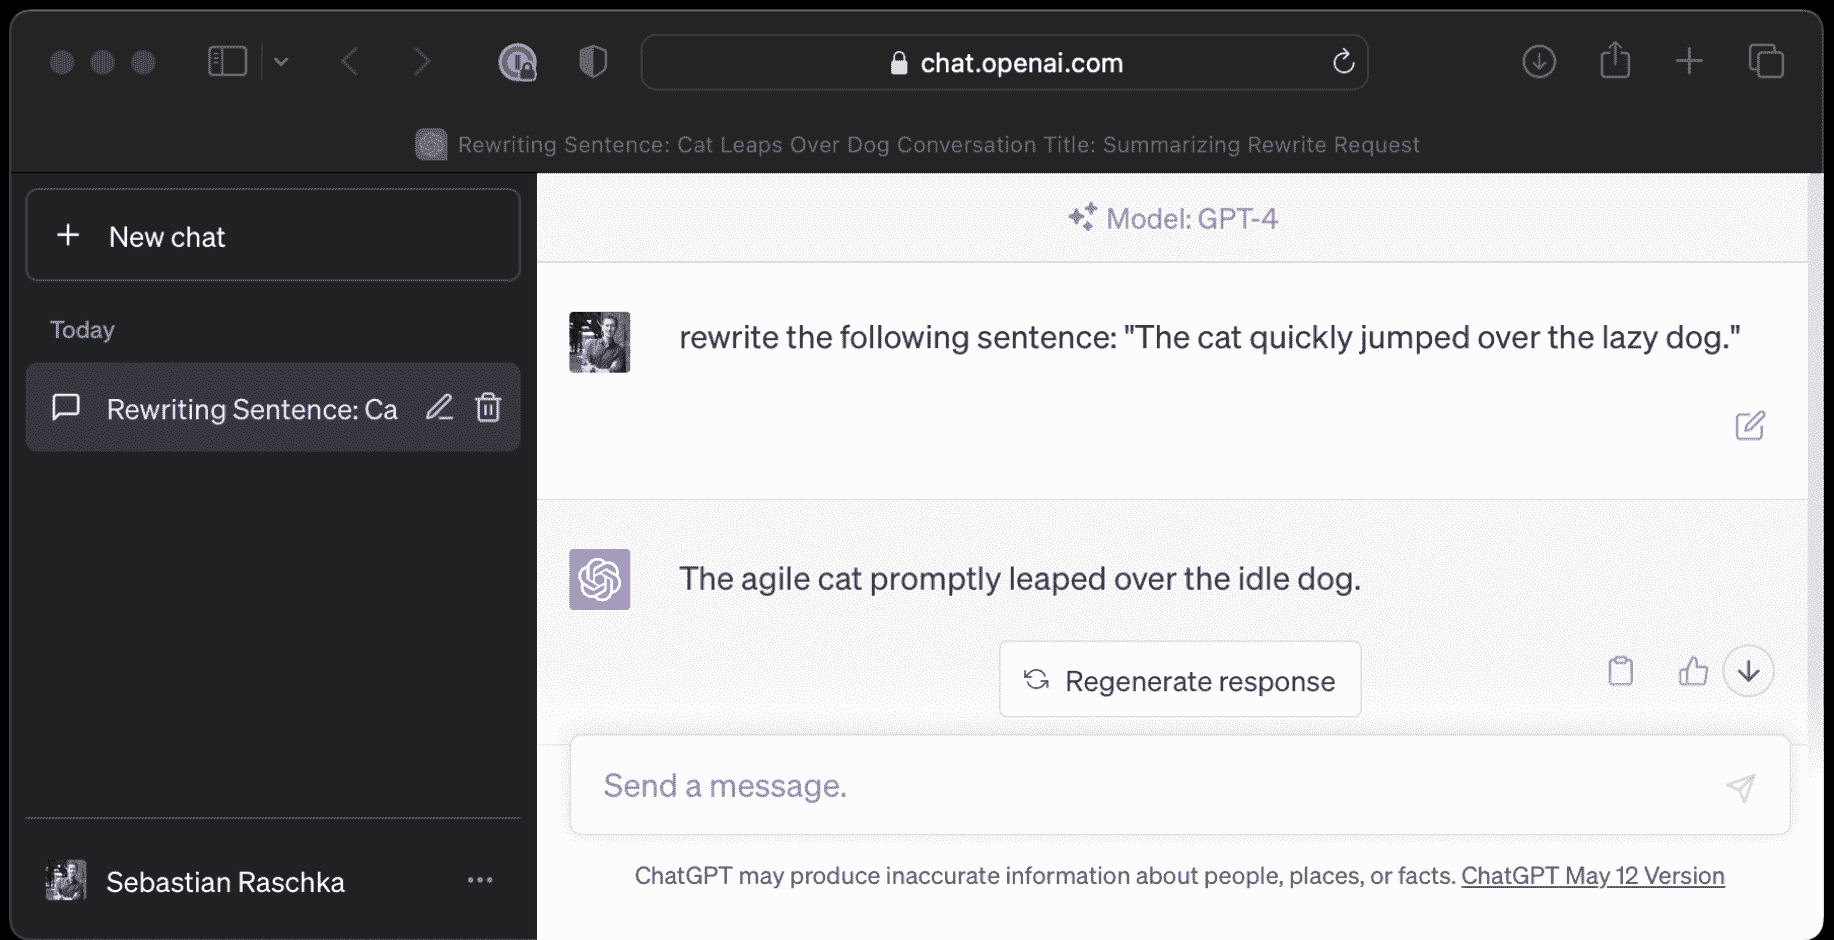 chat.openai.com
Rewriting Sentence: Cat Leaps Over Dog Conversation Title: Summarizing Rewrite Request
New chat
Today
Rewriting Sentence: Ca
Sebastian Raschka
Model: GPT-4
rewrite the following sentence: "The cat quickly jumped over the lazy dog."
The agile cat promptly leaped over the idle dog.
Regenerate response
Send a message.
ChatGPT may produce inaccurate information about people, places, or facts. ChatGPT May 12 Version